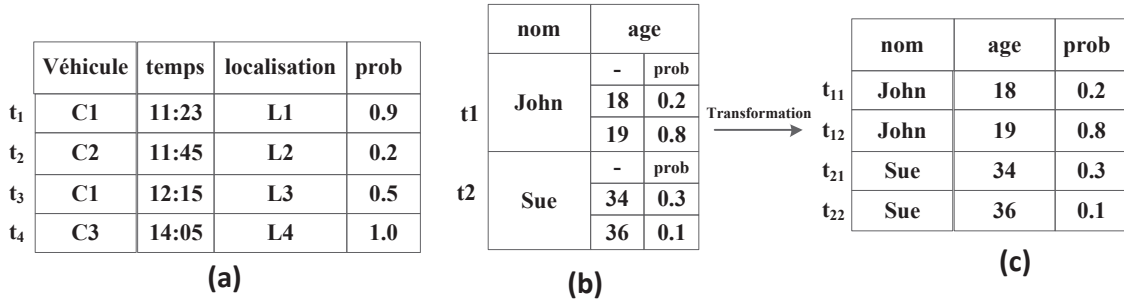 Véhicule temps localisation prob
t1 C1 11:23 L1 0.9
t2 C2 11:45 L2 0.2
t3 C1 12:15 L3 0.5
t4 C3 14:05 L4 1.0
(a)
nom age
- prob
t1 John 18 0.2
19 0.8
- prob
t2 Sue 34 0.3
36 0.1
(b)
Transformation
nom age prob
t11 John 18 0.2
t12 John 19 0.8
t21 Sue 34 0.3
t22 Sue 36 0.1
(c)